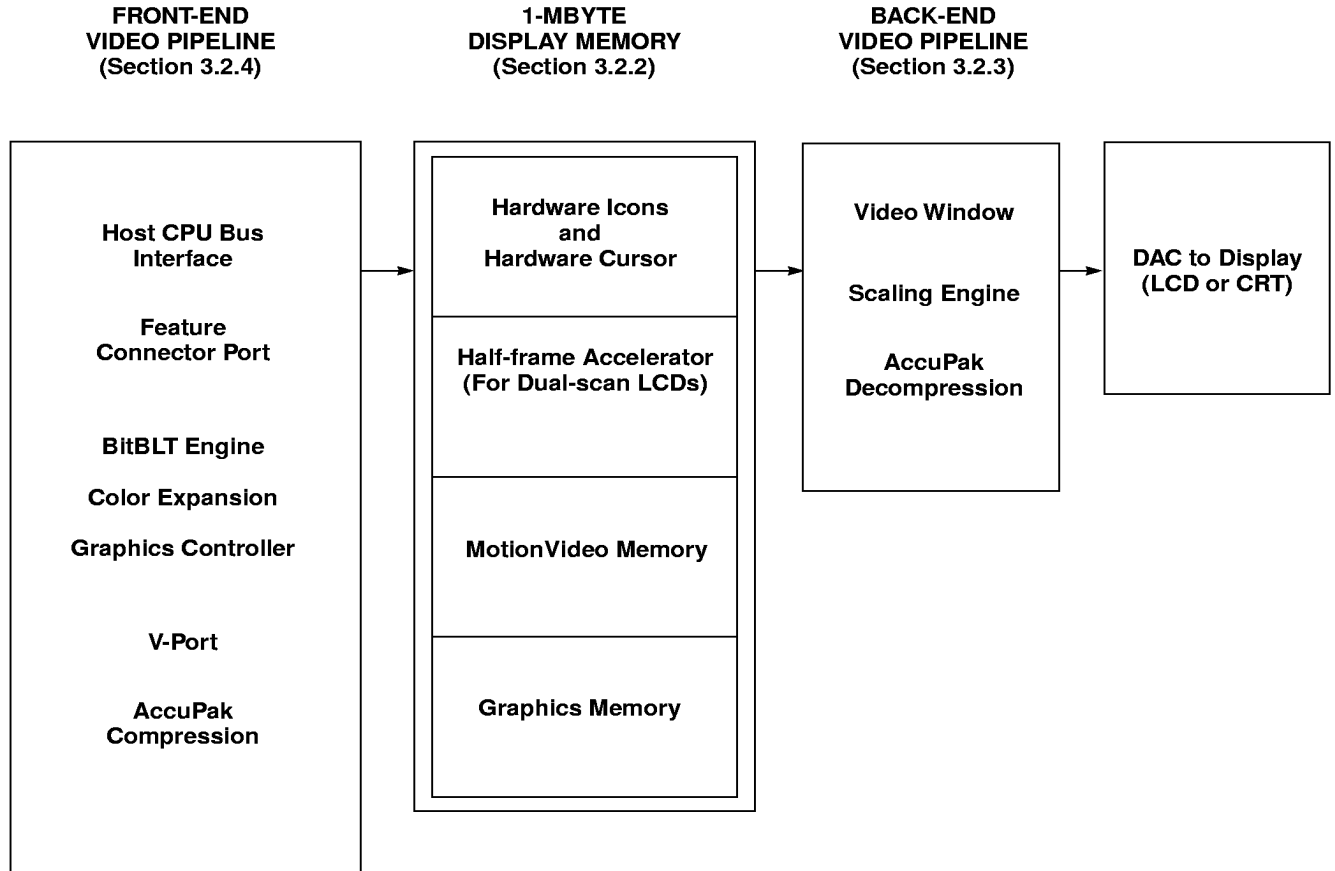 FRONT-END
VIDEO PIPELINE
(Section 3.2.4)
1-MBYTE
DISPLAY MEMORY
(Section 3.2.2)
BACK-END
VIDEO PIPELINE
(Section 3.2.3)
Host CPU Bus
Interface
Feature
Connector Port
BitBLT Engine
Color Expansion
Graphics Controller
V-Port
AccuPak
Compression
Hardware Icons
and
Hardware Cursor
Half-frame Accelerator
(For Dual-scan LCDs)
MotionVideo Memory
Graphics Memory
Video Window
Scaling Engine
AccuPak
Decompression
DAC to Display
(LCD or CRT)